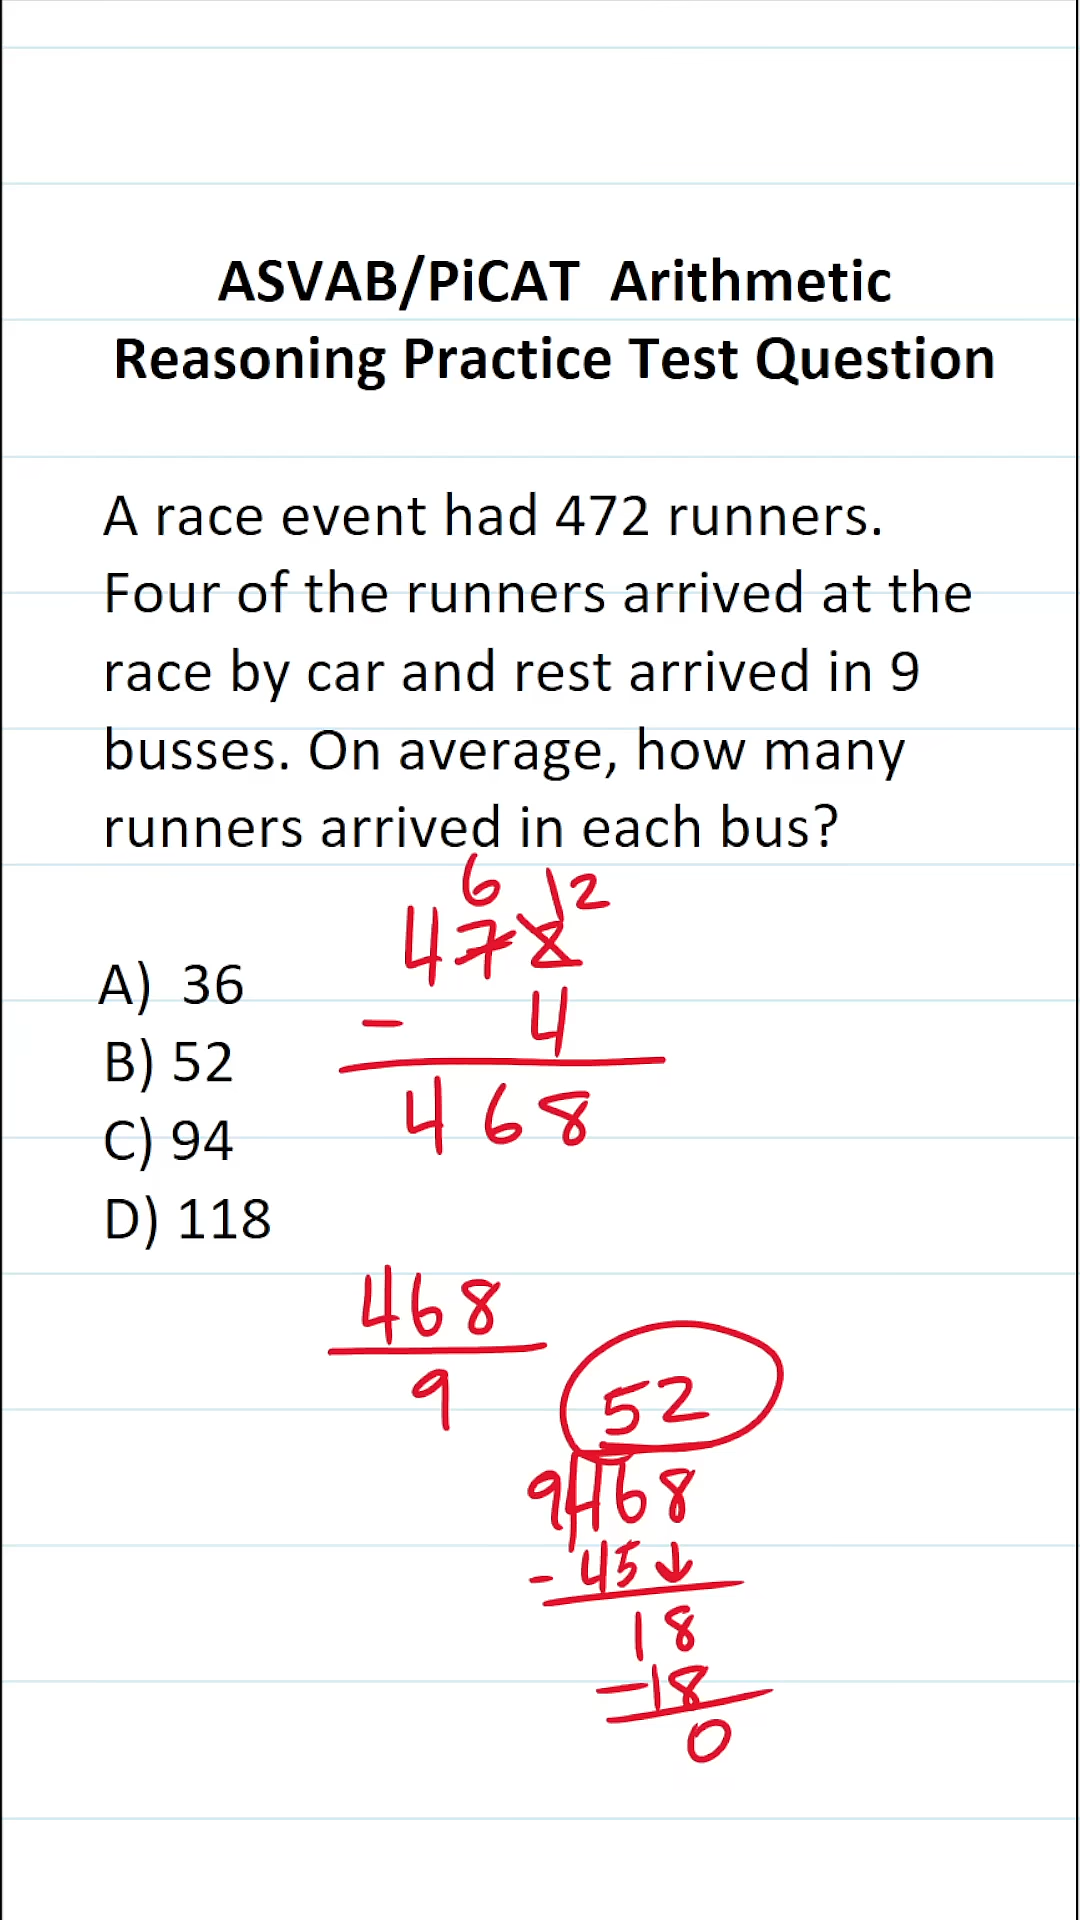 ASVAB/PiCAT  Arithmetic
Reasoning Practice Test Question
A race event had 472 runners.
Four of the runners arrived at the
race by car and rest arrived in 9
busses. On average, how many
runners arrived in each bus?
6 12
472
A) 36
- 4
B) 52
468
C) 94
D) 118
468
9
52
9 468
- 45 ↓
18
- 18
0